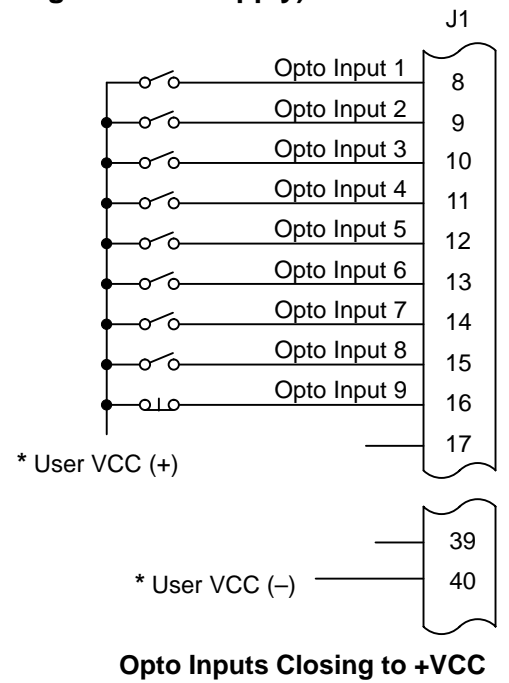 J1
Opto Input 1 8
Opto Input 2 9
Opto Input 3 10
Opto Input 4 11
Opto Input 5 12
Opto Input 6 13
Opto Input 7 14
Opto Input 8 15
Opto Input 9 16
17
* User VCC (+)
39
* User VCC (–) 40
Opto Inputs Closing to +VCC